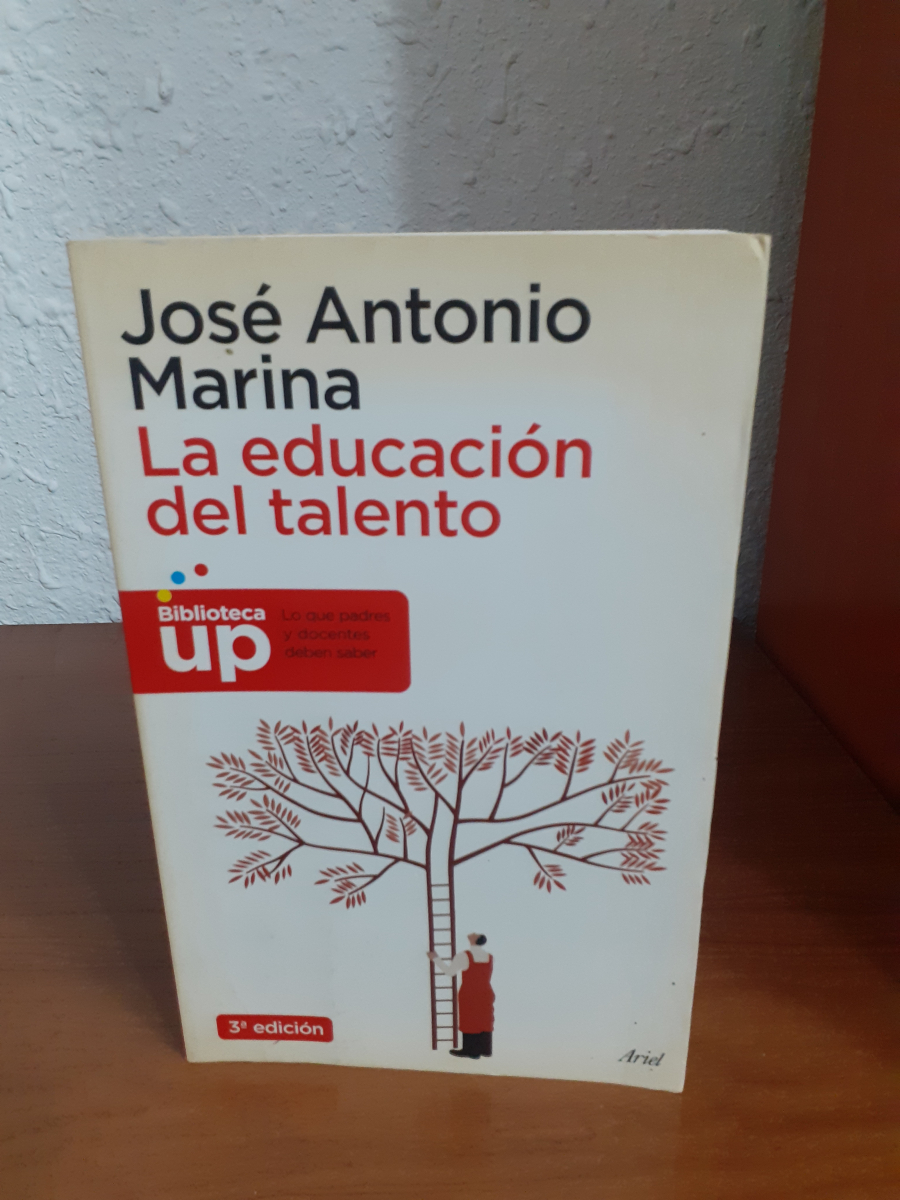 José Antonio
Marina
La educación
del talento
Biblioteca
up
Lo que padres
y docentes
deben saber
3ª edición
Ariel